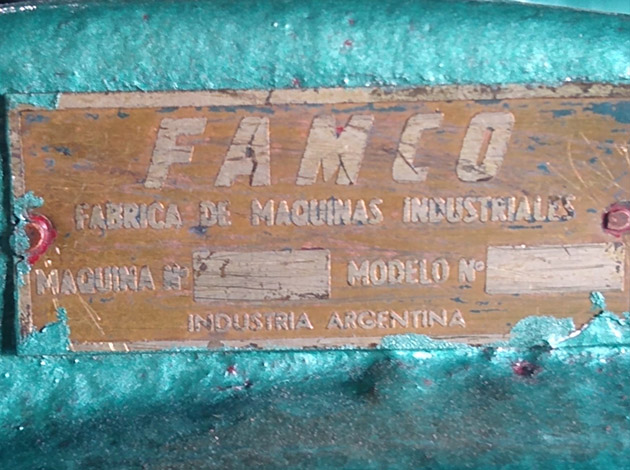 FAMCO
FABRICA DE MAQUINAS INDUSTRIALES
MAQUINA Nº MODELO Nº
INDUSTRIA ARGENTINA